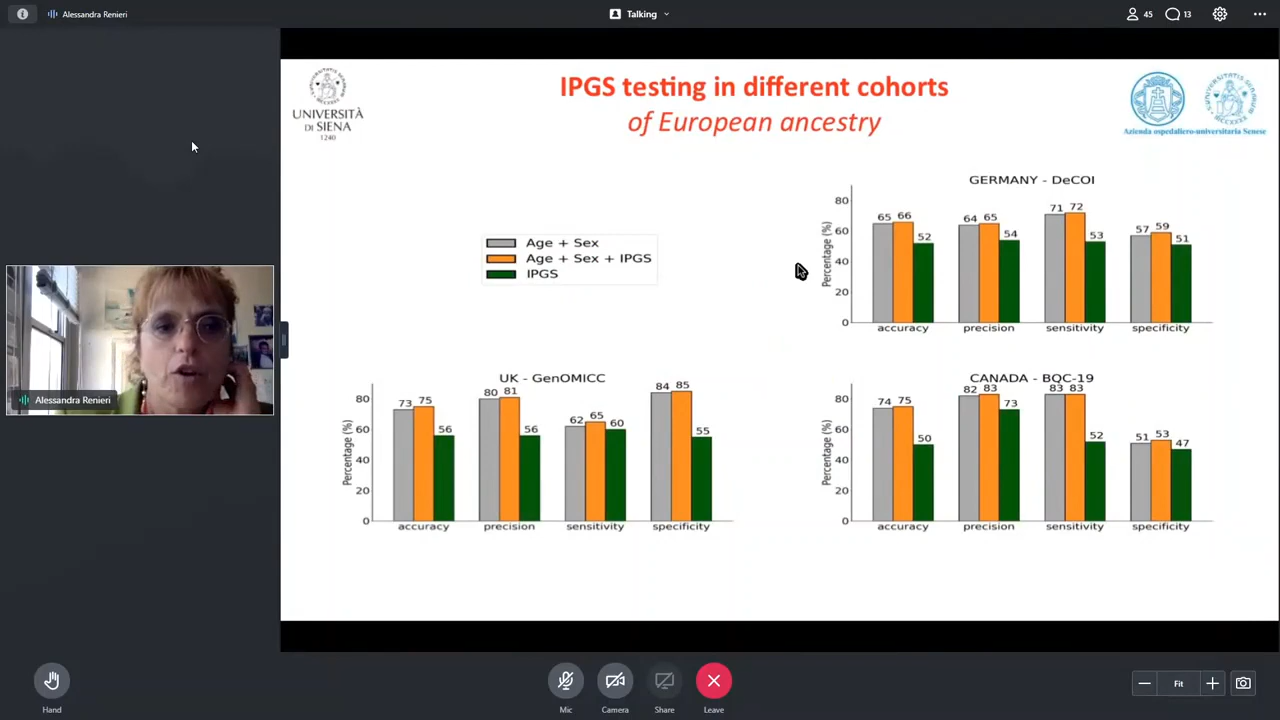 Alessandra Renieri
Talking
45
13
IPGS testing in different cohorts
of European ancestry
UNIVERSITÀ
DI SIENA
1240
Azienda ospedaliero-universitaria Senese
Age + Sex
Age + Sex + IPGS
IPGS
GERMANY - DeCOI
Percentage (%)
80
60
40
20
0
65 66 52
64 65 54
71 72 53
57 59 51
accuracy precision sensitivity specificity
Alessandra Renieri
UK - GenOMICC
Percentage (%)
80
60
40
20
0
73 75 56
80 81 56
62 65 60
84 85 55
accuracy precision sensitivity specificity
CANADA - BQC-19
Percentage (%)
80
60
40
20
0
74 75 50
82 83 73
83 83 52
51 53 47
accuracy precision sensitivity specificity
Hand
Mic
Camera
Share
Leave
Fit